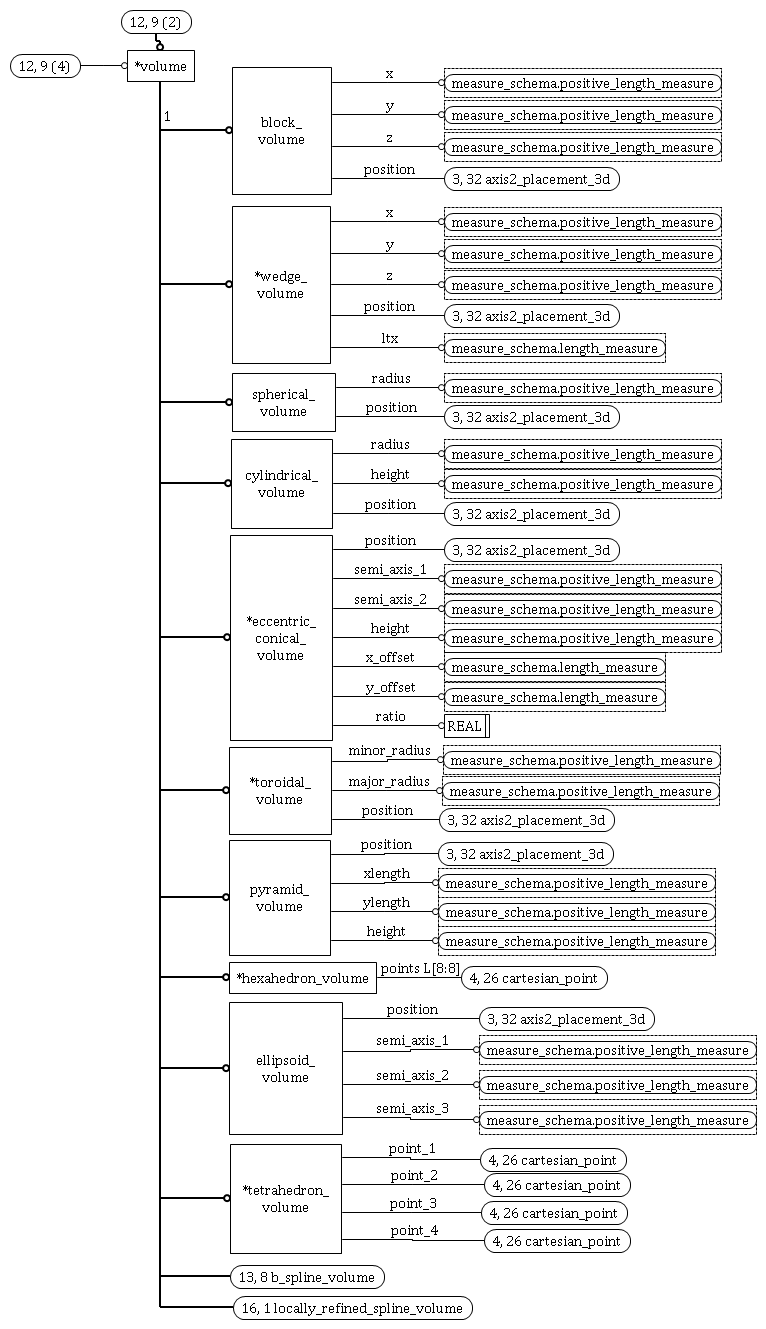 12, 9 (2)
12, 9 (4)
*volume
1
block_
volume
x
measure_schema.positive_length_measure
y
measure_schema.positive_length_measure
z
measure_schema.positive_length_measure
position
3, 32 axis2_placement_3d
*wedge_
volume
x
measure_schema.positive_length_measure
y
measure_schema.positive_length_measure
z
measure_schema.positive_length_measure
position
3, 32 axis2_placement_3d
ltx
measure_schema.length_measure
spherical_
volume
radius
measure_schema.positive_length_measure
position
3, 32 axis2_placement_3d
cylindrical_
volume
radius
measure_schema.positive_length_measure
height
measure_schema.positive_length_measure
position
3, 32 axis2_placement_3d
*eccentric_
conical_
volume
position
3, 32 axis2_placement_3d
semi_axis_1
measure_schema.positive_length_measure
semi_axis_2
measure_schema.positive_length_measure
height
measure_schema.positive_length_measure
x_offset
measure_schema.length_measure
y_offset
measure_schema.length_measure
ratio
REAL
*toroidal_
volume
minor_radius
measure_schema.positive_length_measure
major_radius
measure_schema.positive_length_measure
position
3, 32 axis2_placement_3d
pyramid_
volume
position
3, 32 axis2_placement_3d
xlength
measure_schema.positive_length_measure
ylength
measure_schema.positive_length_measure
height
measure_schema.positive_length_measure
*hexahedron_volume
points L[8:8]
4, 26 cartesian_point
ellipsoid_
volume
position
3, 32 axis2_placement_3d
semi_axis_1
measure_schema.positive_length_measure
semi_axis_2
measure_schema.positive_length_measure
semi_axis_3
measure_schema.positive_length_measure
*tetrahedron_
volume
point_1
4, 26 cartesian_point
point_2
4, 26 cartesian_point
point_3
4, 26 cartesian_point
point_4
4, 26 cartesian_point
13, 8 b_spline_volume
16, 1 locally_refined_spline_volume